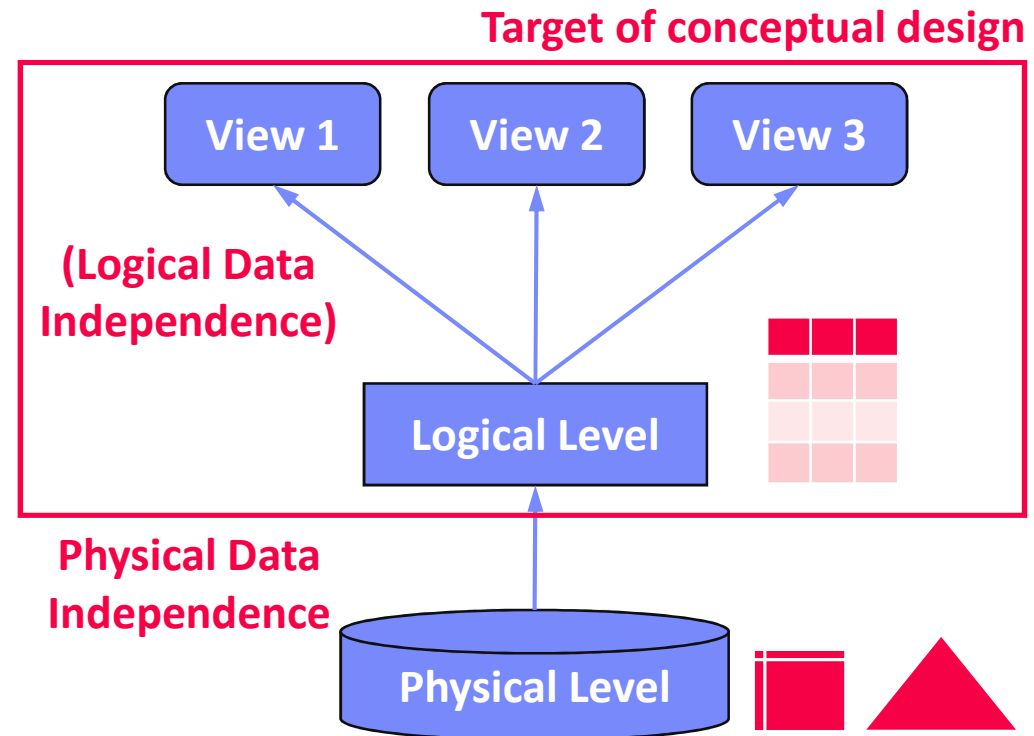 Target of conceptual design
View 1
View 2
View 3
(Logical Data
Independence)
Logical Level
Physical Data
Independence
Physical Level